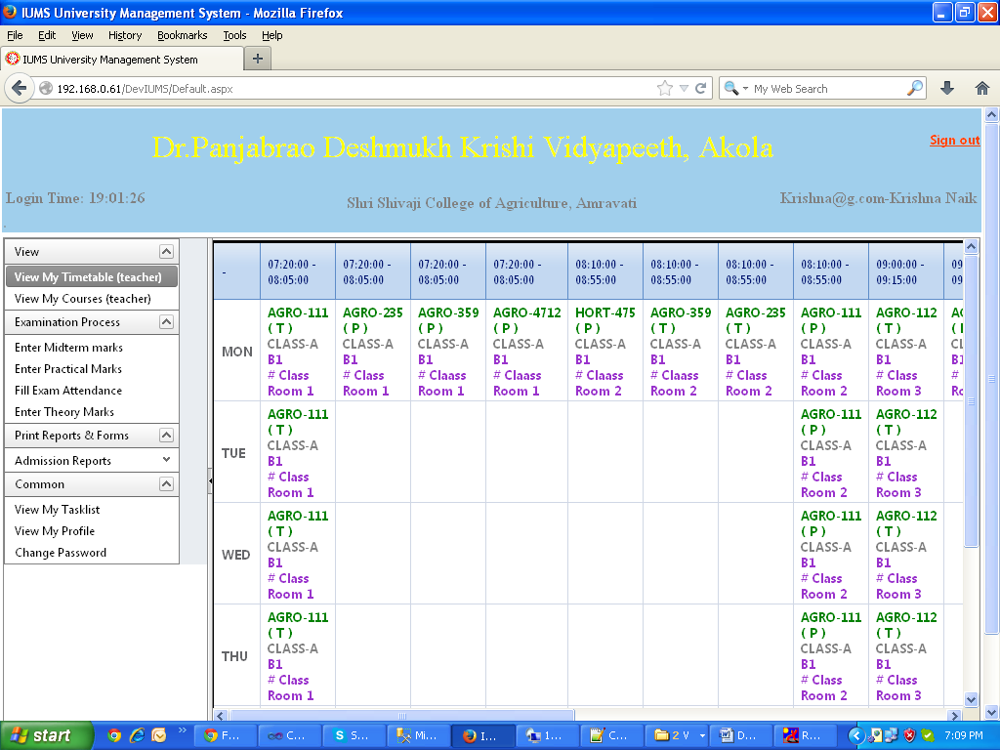 IUMS University Management System - Mozilla Firefox
File Edit View History Bookmarks Tools Help
IUMS University Management System
192.168.0.61/DevIUMS/Default.aspx
My Web Search
Dr.Panjabrao Deshmukh Krishi Vidyapeeth, Akola
Sign out
Login Time: 19:01:26
Shri Shivaji College of Agriculture, Amravati
Krishna@g.com-Krishna Naik
View
View My Timetable (teacher)
View My Courses (teacher)
Examination Process
Enter Midterm marks
Enter Practical Marks
Fill Exam Attendance
Enter Theory Marks
Print Reports & Forms
Admission Reports
Common
View My Tasklist
View My Profile
Change Password
- 07:20:00 - 07:20:00 - 07:20:00 - 07:20:00 - 08:10:00 - 08:10:00 - 08:10:00 - 08:10:00 - 09:00:00 - 09
08:05:00 08:05:00 08:05:00 08:05:00 08:55:00 08:55:00 08:55:00 08:55:00 09:15:00 09
MON
AGRO-111 AGRO-235 AGRO-359 AGRO-4712 HORT-475 AGRO-359 AGRO-235 AGRO-111 AGRO-112
( T ) ( P ) ( P ) ( P ) ( P ) ( T ) ( T ) ( P ) ( T )
CLASS-A CLASS-A CLASS-A CLASS-A CLASS-A CLASS-A CLASS-A CLASS-A CLASS-A
B1 B1 B1 B1 B1 B1 B1 B1 B1 B1
# Class # Class # Claass # Claass # Claass # Claass # Class # Class # Class #
Room 1 Room 1 Room 1 Room 1 Room 2 Room 2 Room 2 Room 2 Room 3
TUE
AGRO-111 AGRO-111 AGRO-112
( T ) ( P ) ( T )
CLASS-A CLASS-A CLASS-A
B1 B1 B1
# Class # Class # Class
Room 1 Room 2 Room 3
WED
AGRO-111 AGRO-111 AGRO-112
( T ) ( P ) ( T )
CLASS-A CLASS-A CLASS-A
B1 B1 B1
# Class # Class # Class
Room 1 Room 2 Room 3
THU
AGRO-111 AGRO-111 AGRO-112
( T ) ( P ) ( T )
CLASS-A CLASS-A CLASS-A
B1 B1 B1
# Class # Class # Class
Room 1 Room 2 Room 3
start F... C... S... Mi... I... 1... C... 2 V D... R... 7:09 PM